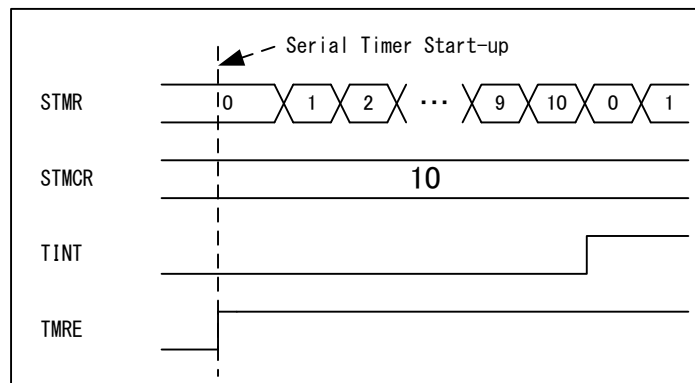 Serial Timer Start-up
STMR 0 1 2 ··· 9 10 0 1
STMCR 10
TINT
TMRE